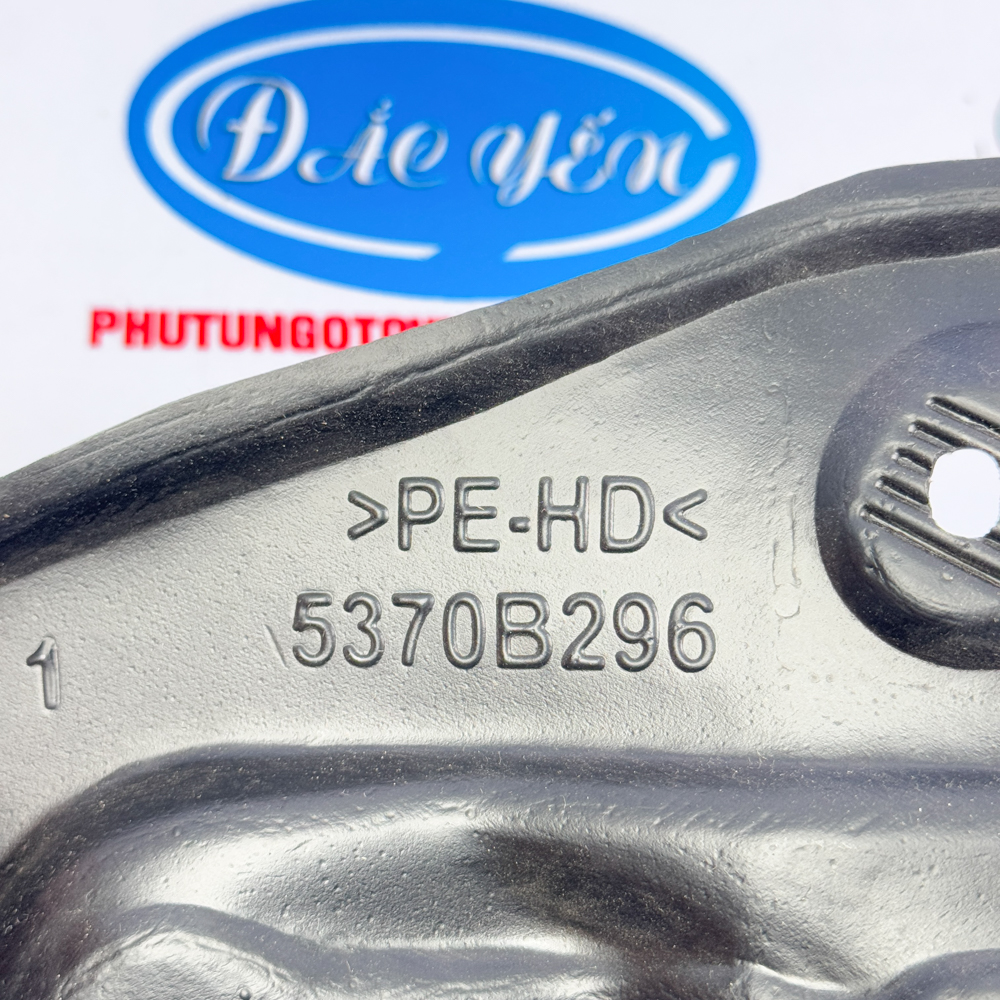 Đắc Yến
PHUTUNGOTO
>PE-HD<
5370B296
1